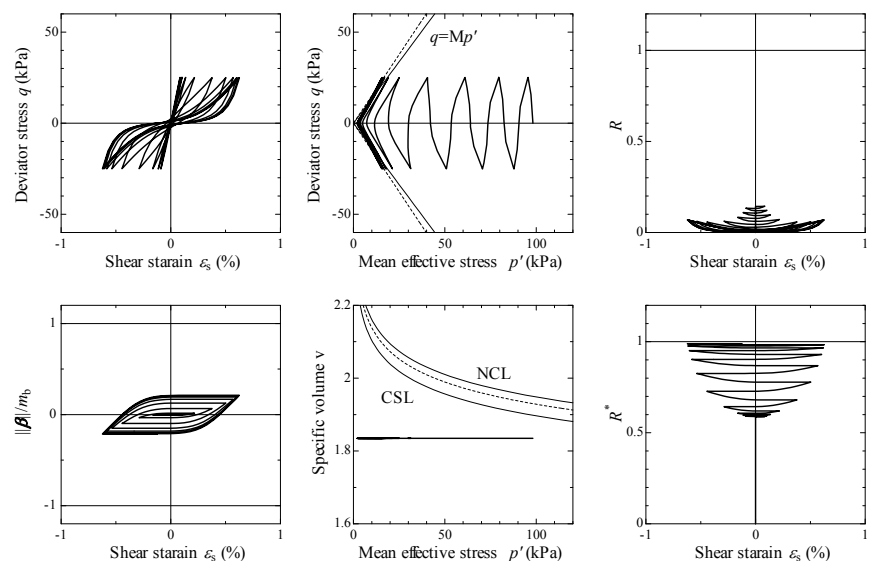 Deviator stress q (kPa)
50
0
-50
-1
0
1
Shear starain εs (%)
Deviator stress q (kPa)
50
0
-50
q=Mp′
0
50
100
Mean effective stress p′ (kPa)
R
1
0.5
0
-1
0
1
Shear starain εs (%)
||β||/mb
1
0
-1
-1
0
1
Shear starain εs (%)
Specific volume v
2.2
2
1.8
1.6
NCL
CSL
0
50
100
Mean effective stress p′ (kPa)
R*
1
0.5
0
-1
0
1
Shear starain εs (%)